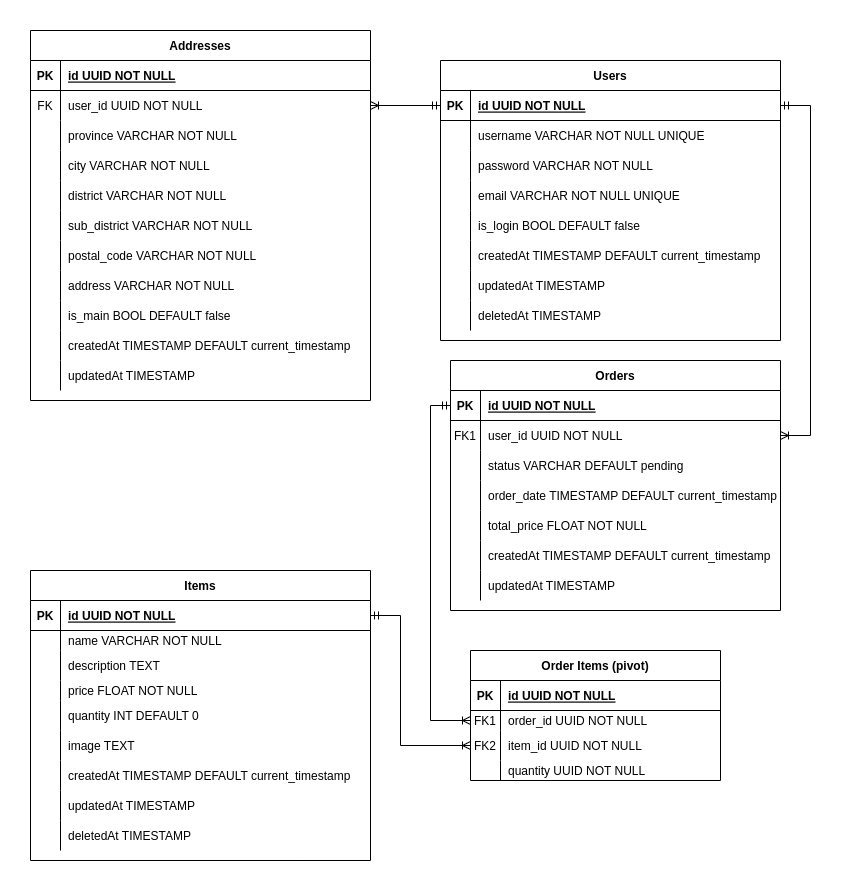 Addresses
PK id UUID NOT NULL
FK user_id UUID NOT NULL
province VARCHAR NOT NULL
city VARCHAR NOT NULL
district VARCHAR NOT NULL
sub_district VARCHAR NOT NULL
postal_code VARCHAR NOT NULL
address VARCHAR NOT NULL
is_main BOOL DEFAULT false
createdAt TIMESTAMP DEFAULT current_timestamp
updatedAt TIMESTAMP
Users
PK id UUID NOT NULL
username VARCHAR NOT NULL UNIQUE
password VARCHAR NOT NULL
email VARCHAR NOT NULL UNIQUE
is_login BOOL DEFAULT false
createdAt TIMESTAMP DEFAULT current_timestamp
updatedAt TIMESTAMP
deletedAt TIMESTAMP
Orders
PK id UUID NOT NULL
FK1 user_id UUID NOT NULL
status VARCHAR DEFAULT pending
order_date TIMESTAMP DEFAULT current_timestamp
total_price FLOAT NOT NULL
createdAt TIMESTAMP DEFAULT current_timestamp
updatedAt TIMESTAMP
Items
PK id UUID NOT NULL
name VARCHAR NOT NULL
description TEXT
price FLOAT NOT NULL
quantity INT DEFAULT 0
image TEXT
createdAt TIMESTAMP DEFAULT current_timestamp
updatedAt TIMESTAMP
deletedAt TIMESTAMP
Order Items (pivot)
PK id UUID NOT NULL
FK1 order_id UUID NOT NULL
FK2 item_id UUID NOT NULL
quantity UUID NOT NULL